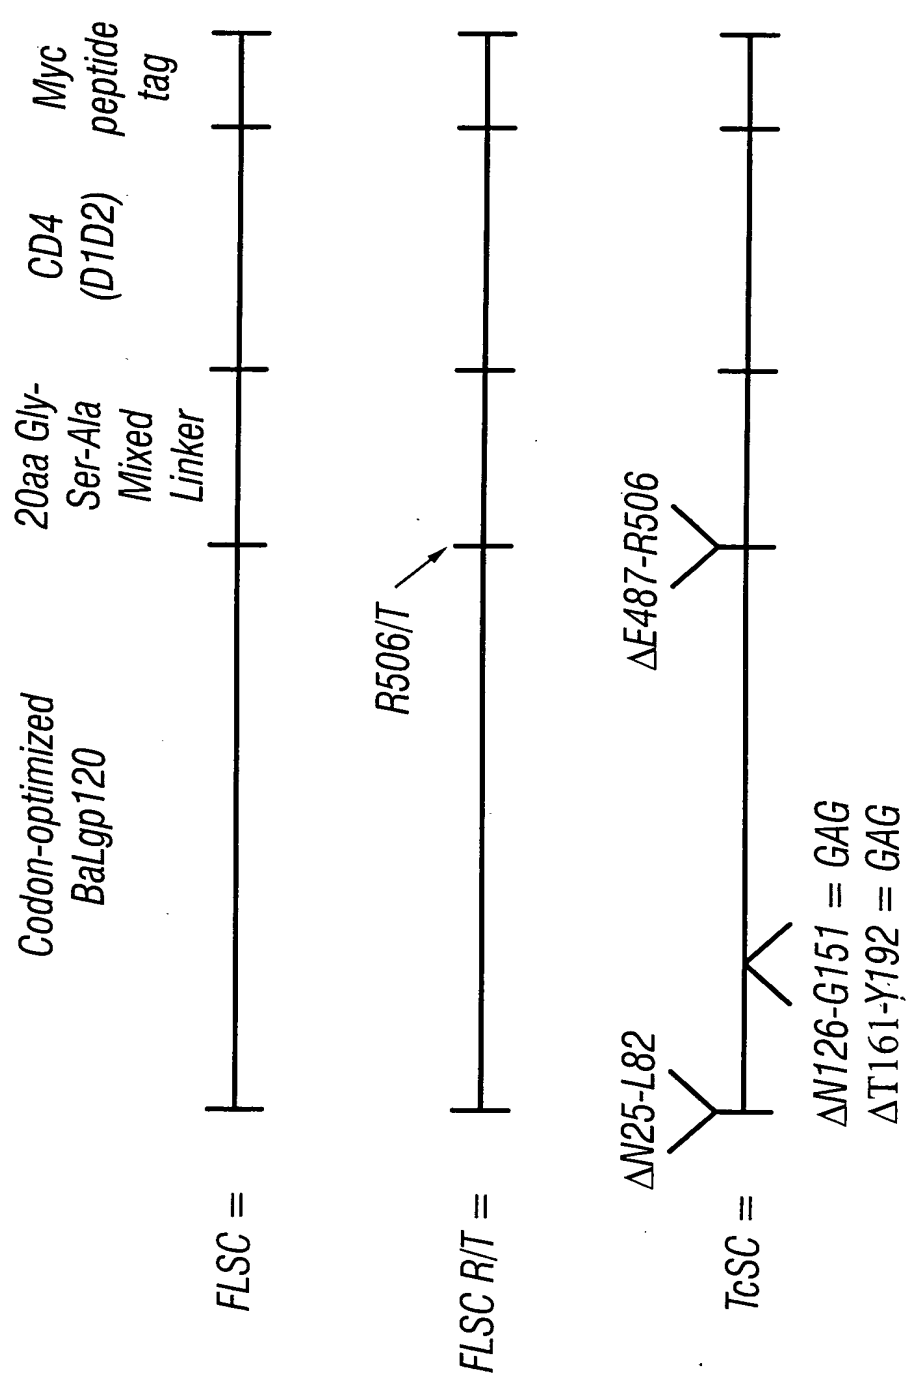 Codon-optimized
BaLgp120
20aa Gly-
Ser-Ala
Mixed
Linker
CD4
(D1D2)
Myc
peptide
tag
FLSC =
R506/T
FLSC R/T =
ΔN25-L82
ΔE487-R506
TcSC =
ΔN126-G151 = GAG
ΔT161-Y192 = GAG